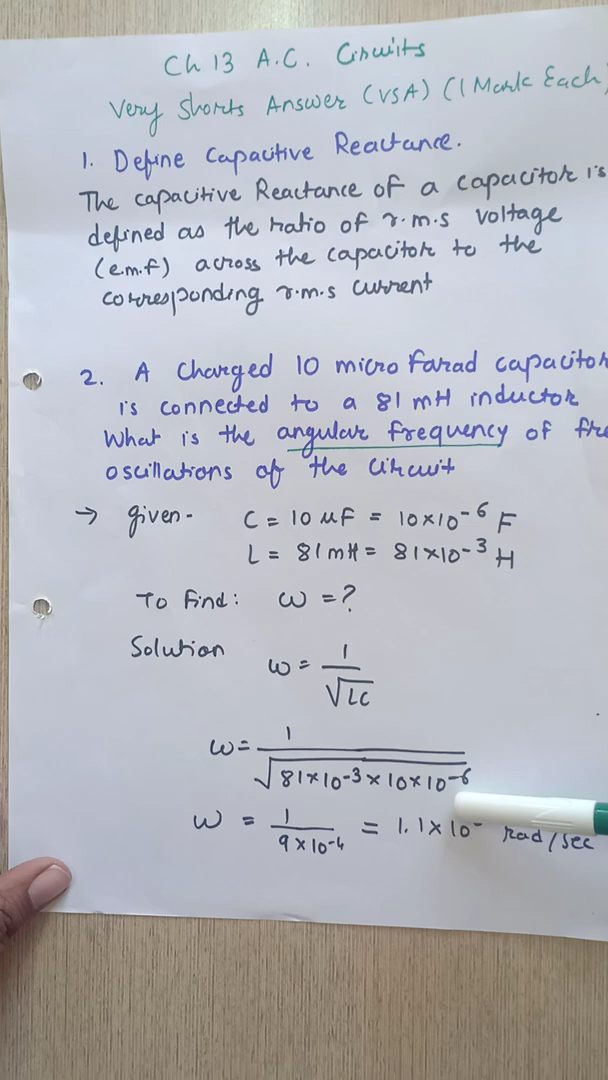 Ch 13 A.C. Circuits
Very Shorts Answer (VSA) (1 Mark Each)
1. Define Capacitive Reactance.
The capacitive Reactance of a capacitor is
defined as the ratio of r.m.s voltage
(e.m.f) across the capacitor to the
corresponding r.m.s current
2. A Charged 10 micro farad capacitor
is connected to a 81 mH inductor
What is the angular frequency of
oscillations of the circuit
→ given- C = 10 μF = 10×10⁻⁶ F
L = 81mH = 81×10⁻³ H
To Find: ω = ?
Solution
ω = 1/√LC
ω = 1/√81×10⁻³×10×10⁻⁶
ω = 1/9×10⁻⁴ = 1.1×10 rad/sec